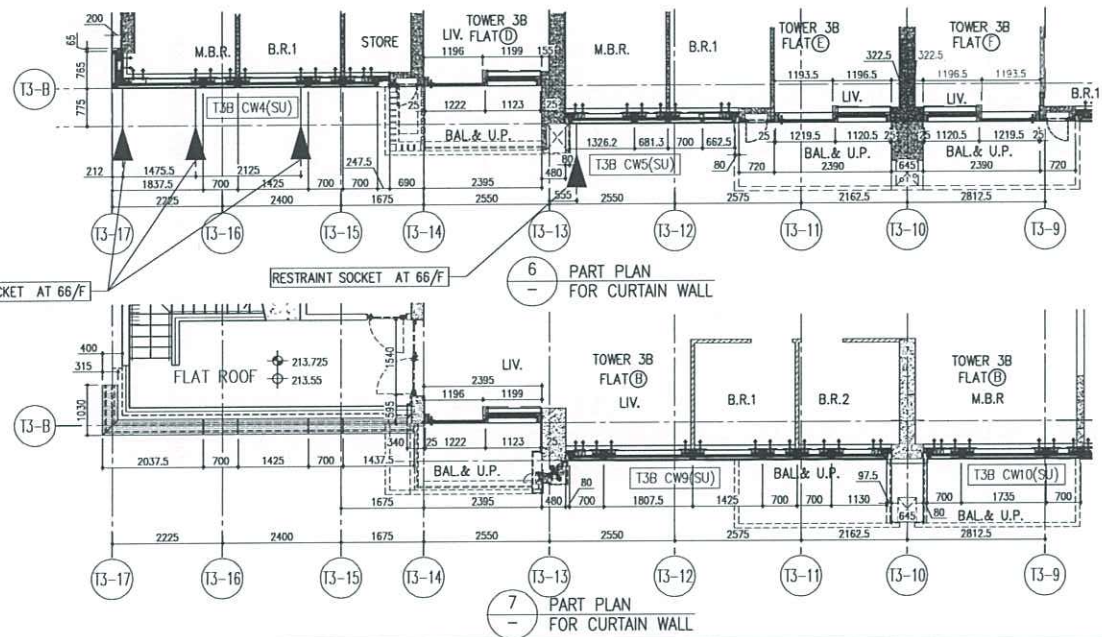 200
65
765
775
T3-B
M.B.R.
B.R.1
STORE
TOWER 3B
LIV. FLAT D
1196 1199 155
M.B.R.
B.R.1
TOWER 3B
FLAT E
322.5 322.5
TOWER 3B
FLAT F
1193.5 1196.5 1196.5 1193.5
LIV. LIV.
B.R.1
T3B CW4(SU)
25 1222 1123 25
BAL.& U.P.
1326.2 681.3 700 662.5
T3B CW5(SU)
25 1219.5 1120.5 25 25 1120.5 1219.5 25
BAL.& U.P. BAL.& U.P.
212 1475.5 2125 247.5
80 480 80 720 2390 645 2390 720
1837.5 700 1425 700 700 690 2395
555
2225 2400 1675 2550 2550 2575 2162.5 2812.5
T3-17 T3-16 T3-15 T3-14 T3-13 T3-12 T3-11 T3-10 T3-9
CKET AT 66/F
RESTRAINT SOCKET AT 66/F
6 PART PLAN
– FOR CURTAIN WALL
400
315
1030
T3-B
FLAT ROOF
213.725
213.55
1540
595
340
LIV.
2395
1196 1199
TOWER 3B
FLAT B
LIV.
B.R.1
B.R.2
TOWER 3B
FLAT B
M.B.R
25 1222 1123 25
BAL.& U.P.
2037.5 700 1425 700 1437.5
T3B CW9(SU)
BAL.& U.P.
97.5
T3B CW10(SU)
80
700 1807.5 1425 700 700 1130
700 1735 700
1675 2395 480
645 80 BAL.& U.P.
2225 2400 1675 2550 2550 2575 2162.5 2812.5
T3-17 T3-16 T3-15 T3-14 T3-13 T3-12 T3-11 T3-10 T3-9
7 PART PLAN
– FOR CURTAIN WALL